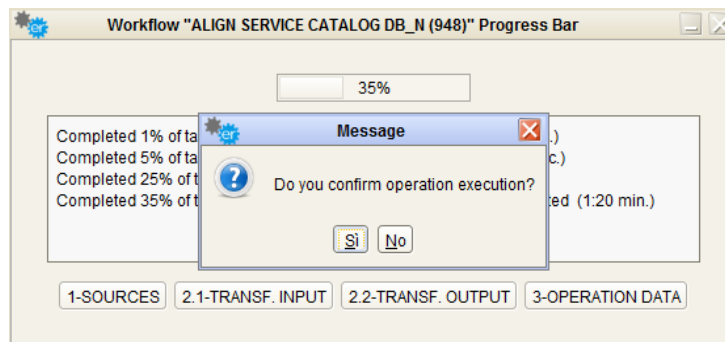 Workflow "ALIGN SERVICE CATALOG DB_N (948)" Progress Bar
35%
Message
Completed 1% of ta .)
Completed 5% of ta c.)
Completed 25% of t
Completed 35% of t ted (1:20 min.)
Do you confirm operation execution?
Sì No
1-SOURCES 2.1-TRANSF. INPUT 2.2-TRANSF. OUTPUT 3-OPERATION DATA